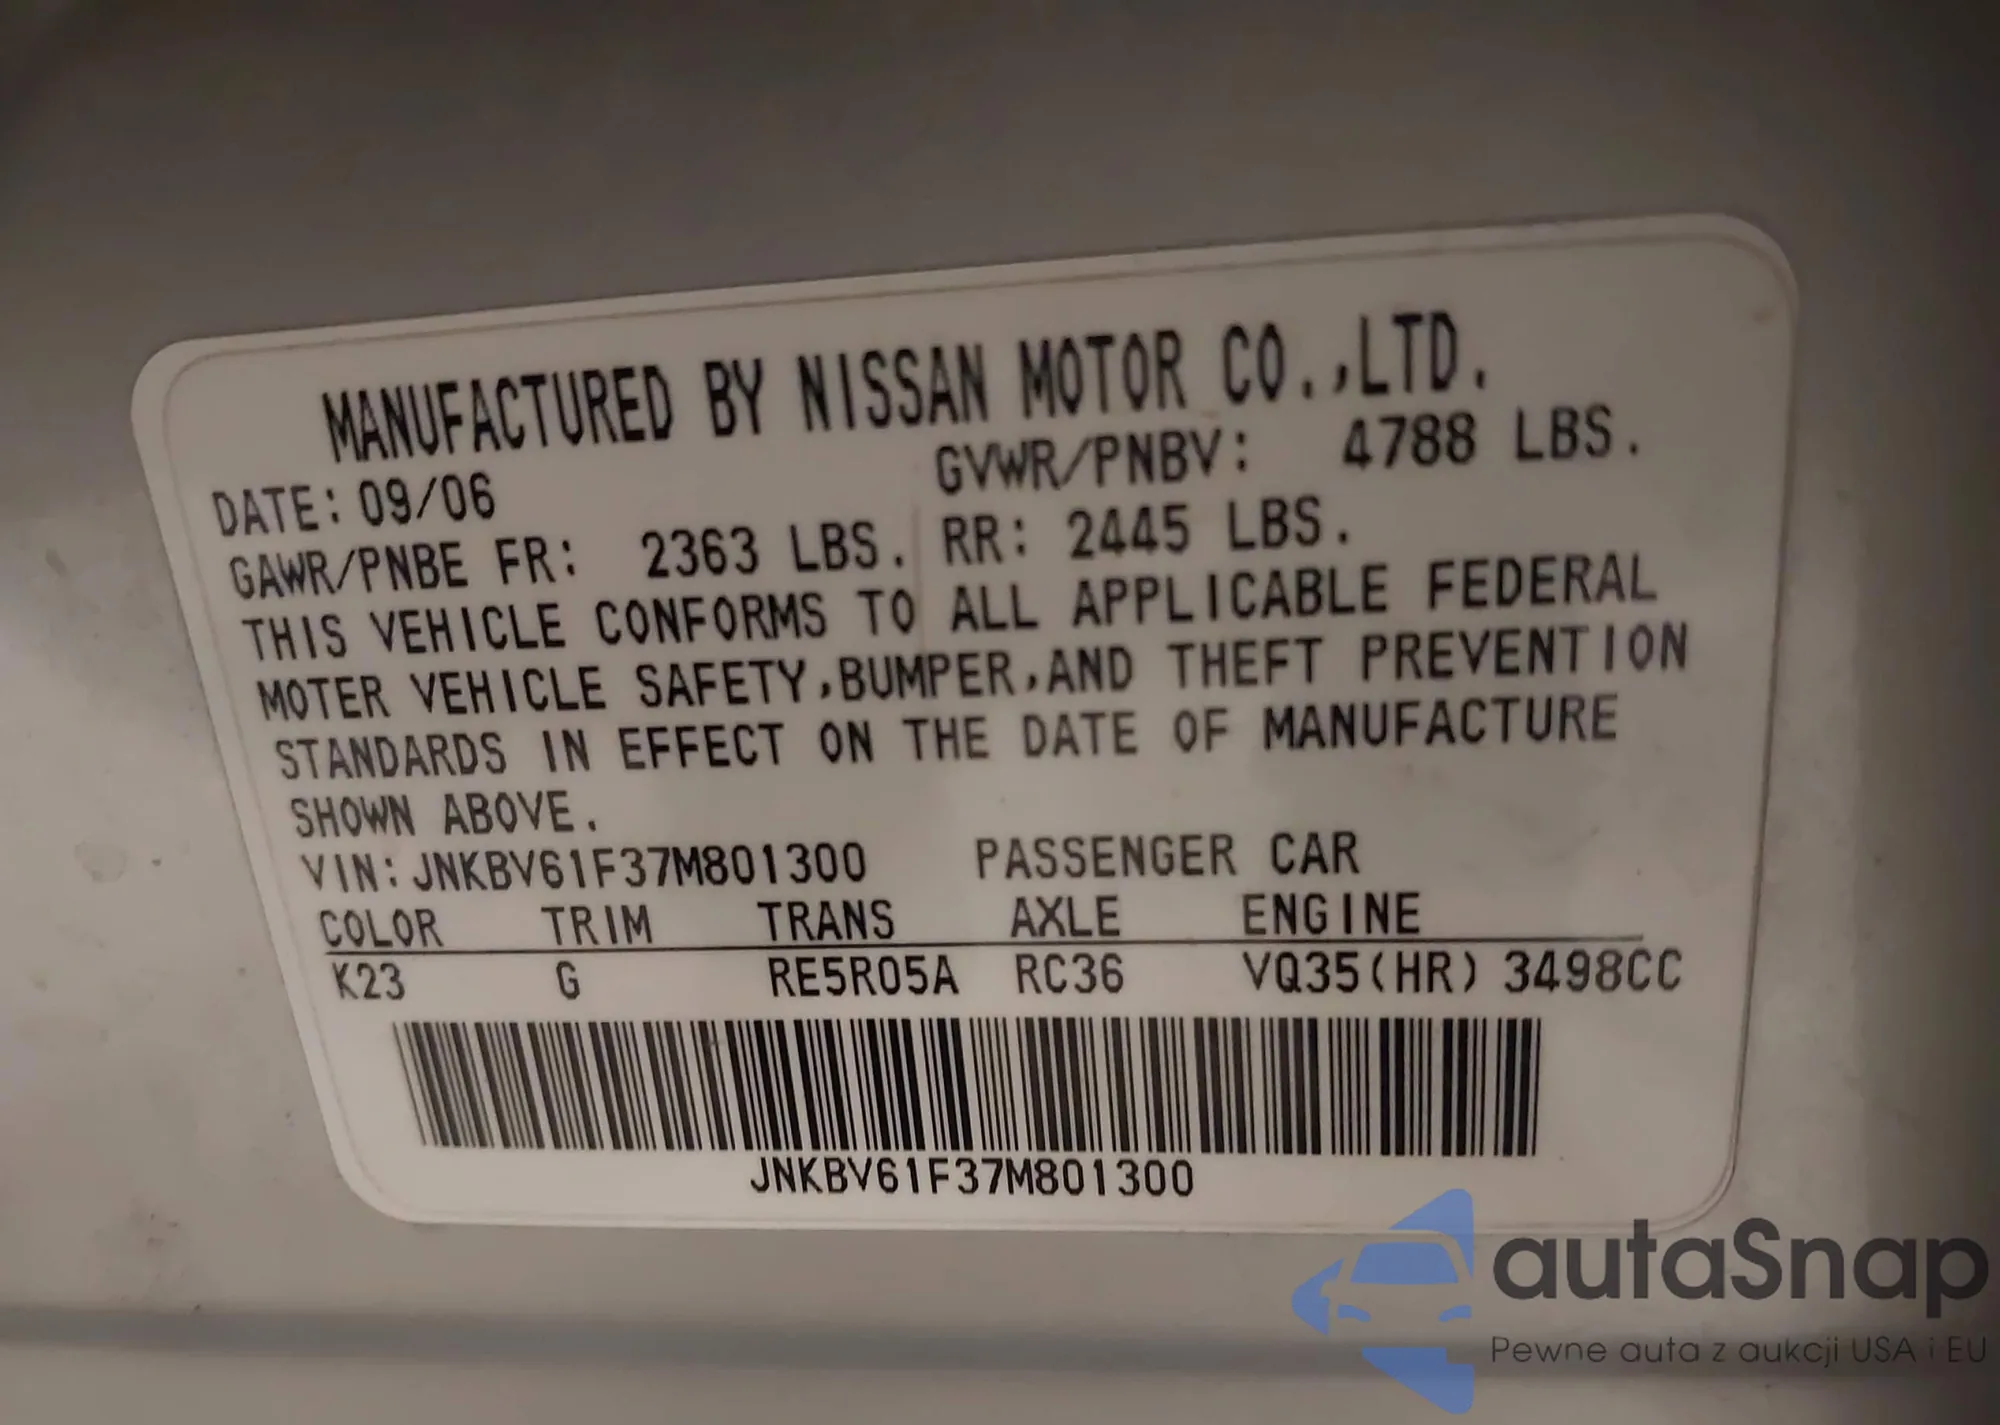 MANUFACTURED BY NISSAN MOTOR CO.,LTD.
DATE: 09/06 GVWR/PNBV: 4788 LBS.
GAWR/PNBE FR: 2363 LBS. RR: 2445 LBS.
THIS VEHICLE CONFORMS TO ALL APPLICABLE FEDERAL
MOTER VEHICLE SAFETY,BUMPER,AND THEFT PREVENTION
STANDARDS IN EFFECT ON THE DATE OF MANUFACTURE
SHOWN ABOVE.
VIN: JNKBV61F37M801300 PASSENGER CAR
COLOR TRIM TRANS AXLE ENGINE
K23 G RE5R05A RC36 VQ35(HR) 3498CC
JNKBV61F37M801300
autaSnap
Pewne auta z aukcji USA i EU